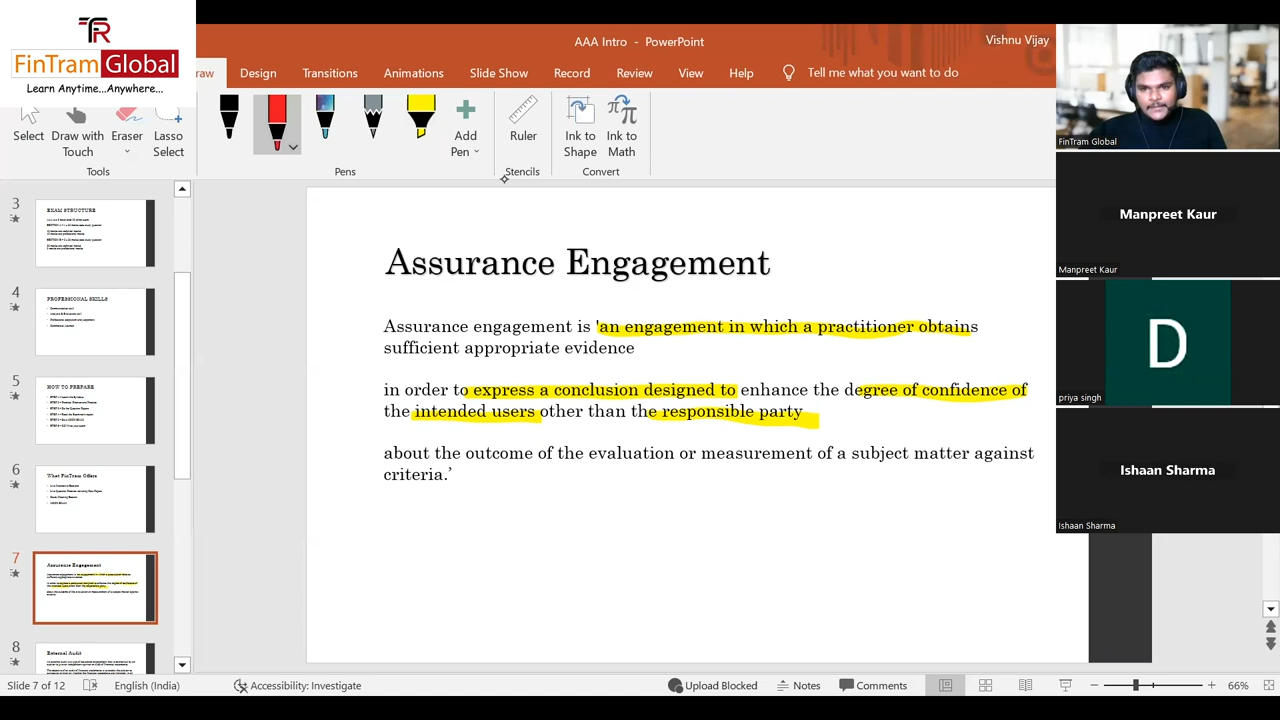 TR
FinTram Global
Learn Anytime...Anywhere...
AAA Intro - PowerPoint
Vishnu Vijay
raw
Design
Transitions
Animations
Slide Show
Record
Review
View
Help
Tell me what you want to do
Select
Draw with
Touch
Eraser
Lasso
Select
Add
Pen
Ruler
Ink to
Shape
Ink to
Math
Tools
Pens
Stencils
Convert
3
EXAM STRUCTURE
4
PROFESSIONAL SKILLS
5
HOW TO PREPARE
6
What FinTram Offers
7
Assurance Engagement
8
External Audit
Assurance Engagement
Assurance engagement is 'an engagement in which a practitioner obtains
sufficient appropriate evidence
in order to express a conclusion designed to enhance the degree of confidence of
the intended users other than the responsible party
about the outcome of the evaluation or measurement of a subject matter against
criteria.’
FinTram Global
Manpreet Kaur
Manpreet Kaur
D
priya singh
Ishaan Sharma
Ishaan Sharma
Slide 7 of 12
English (India)
Accessibility: Investigate
Upload Blocked
Notes
Comments
66%